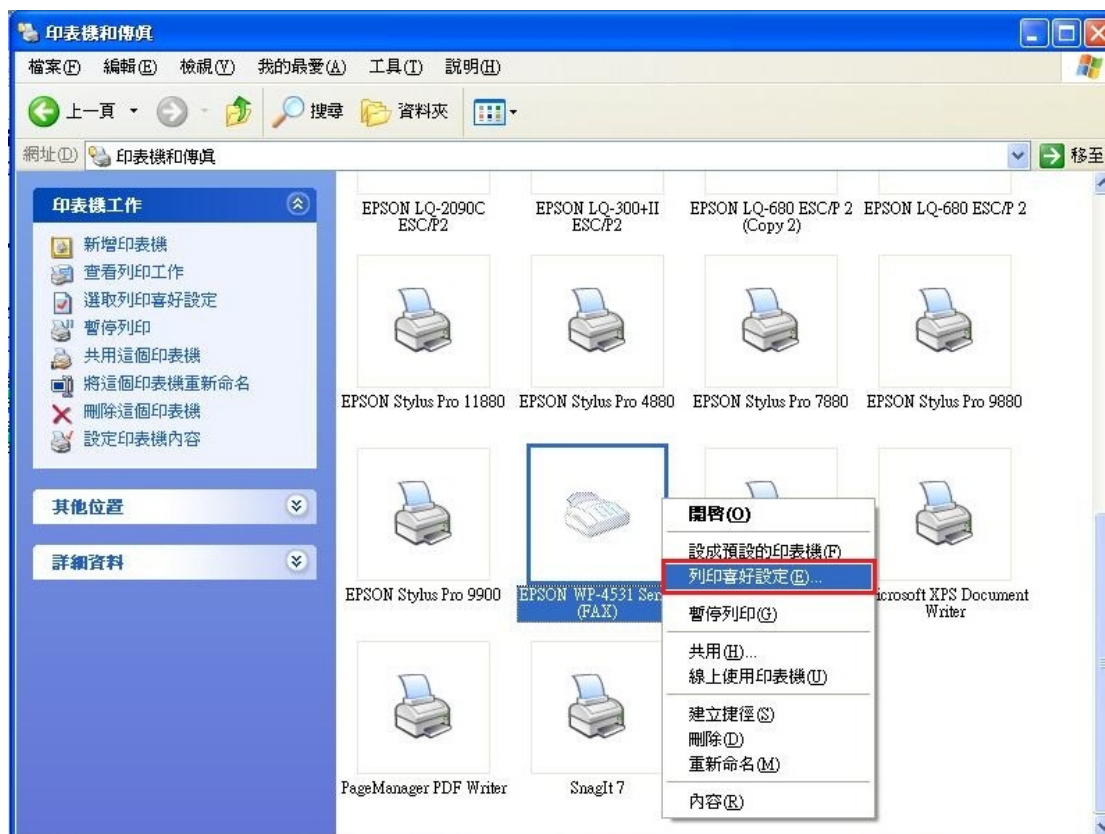 印表機和傳真
檔案(F) 編輯(E) 檢視(V) 我的最愛(A) 工具(T) 說明(H)
上一頁 搜尋 資料夾
網址(D) 印表機和傳真 移至
印表機工作
新增印表機
查看列印工作
選取列印喜好設定
暫停列印
共用這個印表機
將這個印表機重新命名
刪除這個印表機
設定印表機內容
其他位置
詳細資料
EPSON LQ-2090C
ESC/P2
EPSON LQ-300+II
ESC/P2
EPSON LQ-680 ESC/P 2
(Copy 2)
EPSON LQ-680 ESC/P 2
EPSON Stylus Pro 11880
EPSON Stylus Pro 4880
EPSON Stylus Pro 7880
EPSON Stylus Pro 9880
EPSON Stylus Pro 9900
EPSON WP-4531 Ser
(FAX)
crosoft XPS Document
Writer
PageManager PDF Writer
SnagIt 7
開啓(O)
設成預設的印表機(F)
列印喜好設定(E)...
暫停列印(G)
共用(H)...
線上使用印表機(U)
建立捷徑(S)
刪除(D)
重新命名(M)
內容(R)